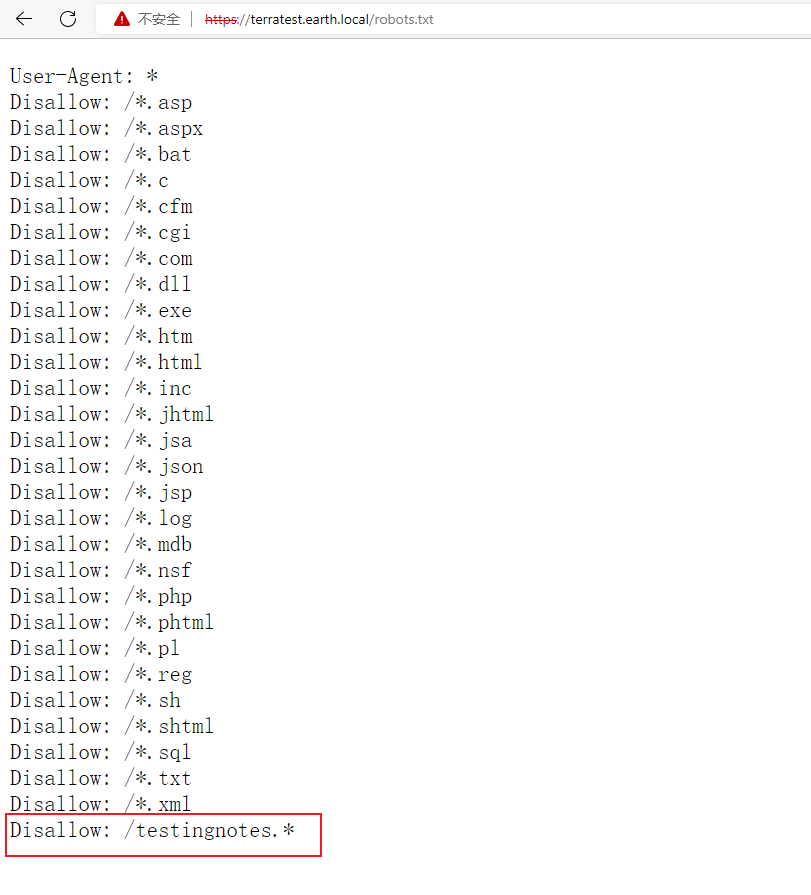 不安全 | https://terratest.earth.local/robots.txt
User-Agent: *
Disallow: /*.asp
Disallow: /*.aspx
Disallow: /*.bat
Disallow: /*.c
Disallow: /*.cfm
Disallow: /*.cgi
Disallow: /*.com
Disallow: /*.dll
Disallow: /*.exe
Disallow: /*.htm
Disallow: /*.html
Disallow: /*.inc
Disallow: /*.jhtml
Disallow: /*.jsa
Disallow: /*.json
Disallow: /*.jsp
Disallow: /*.log
Disallow: /*.mdb
Disallow: /*.nsf
Disallow: /*.php
Disallow: /*.phtml
Disallow: /*.pl
Disallow: /*.reg
Disallow: /*.sh
Disallow: /*.shtml
Disallow: /*.sql
Disallow: /*.txt
Disallow: /*.xml
Disallow: /testingnotes.*